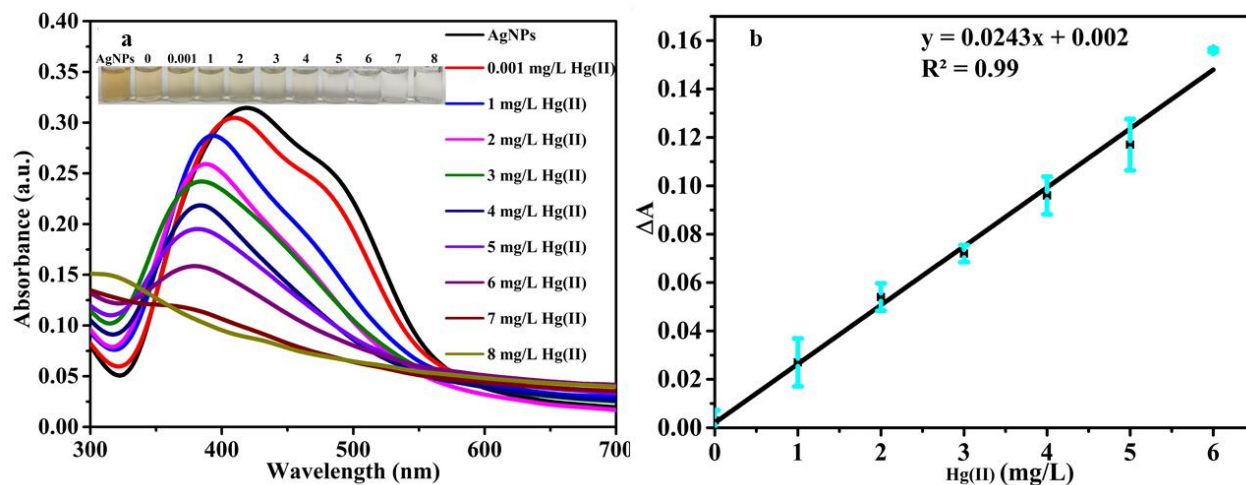 a
AgNPs 0 0.001 1 2 3 4 5 6 7 8
AgNPs
0.001 mg/L Hg(II)
1 mg/L Hg(II)
2 mg/L Hg(II)
3 mg/L Hg(II)
4 mg/L Hg(II)
5 mg/L Hg(II)
6 mg/L Hg(II)
7 mg/L Hg(II)
8 mg/L Hg(II)
0.40
0.35
0.30
0.25
0.20
0.15
0.10
0.05
0.00
Absorbance (a.u.)
300 400 500 600 700
Wavelength (nm)
b
y = 0.0243x + 0.002
R² = 0.99
0.16
0.14
0.12
0.10
0.08
0.06
0.04
0.02
0.00
ΔA
0 1 2 3 4 5 6
Hg(II) (mg/L)